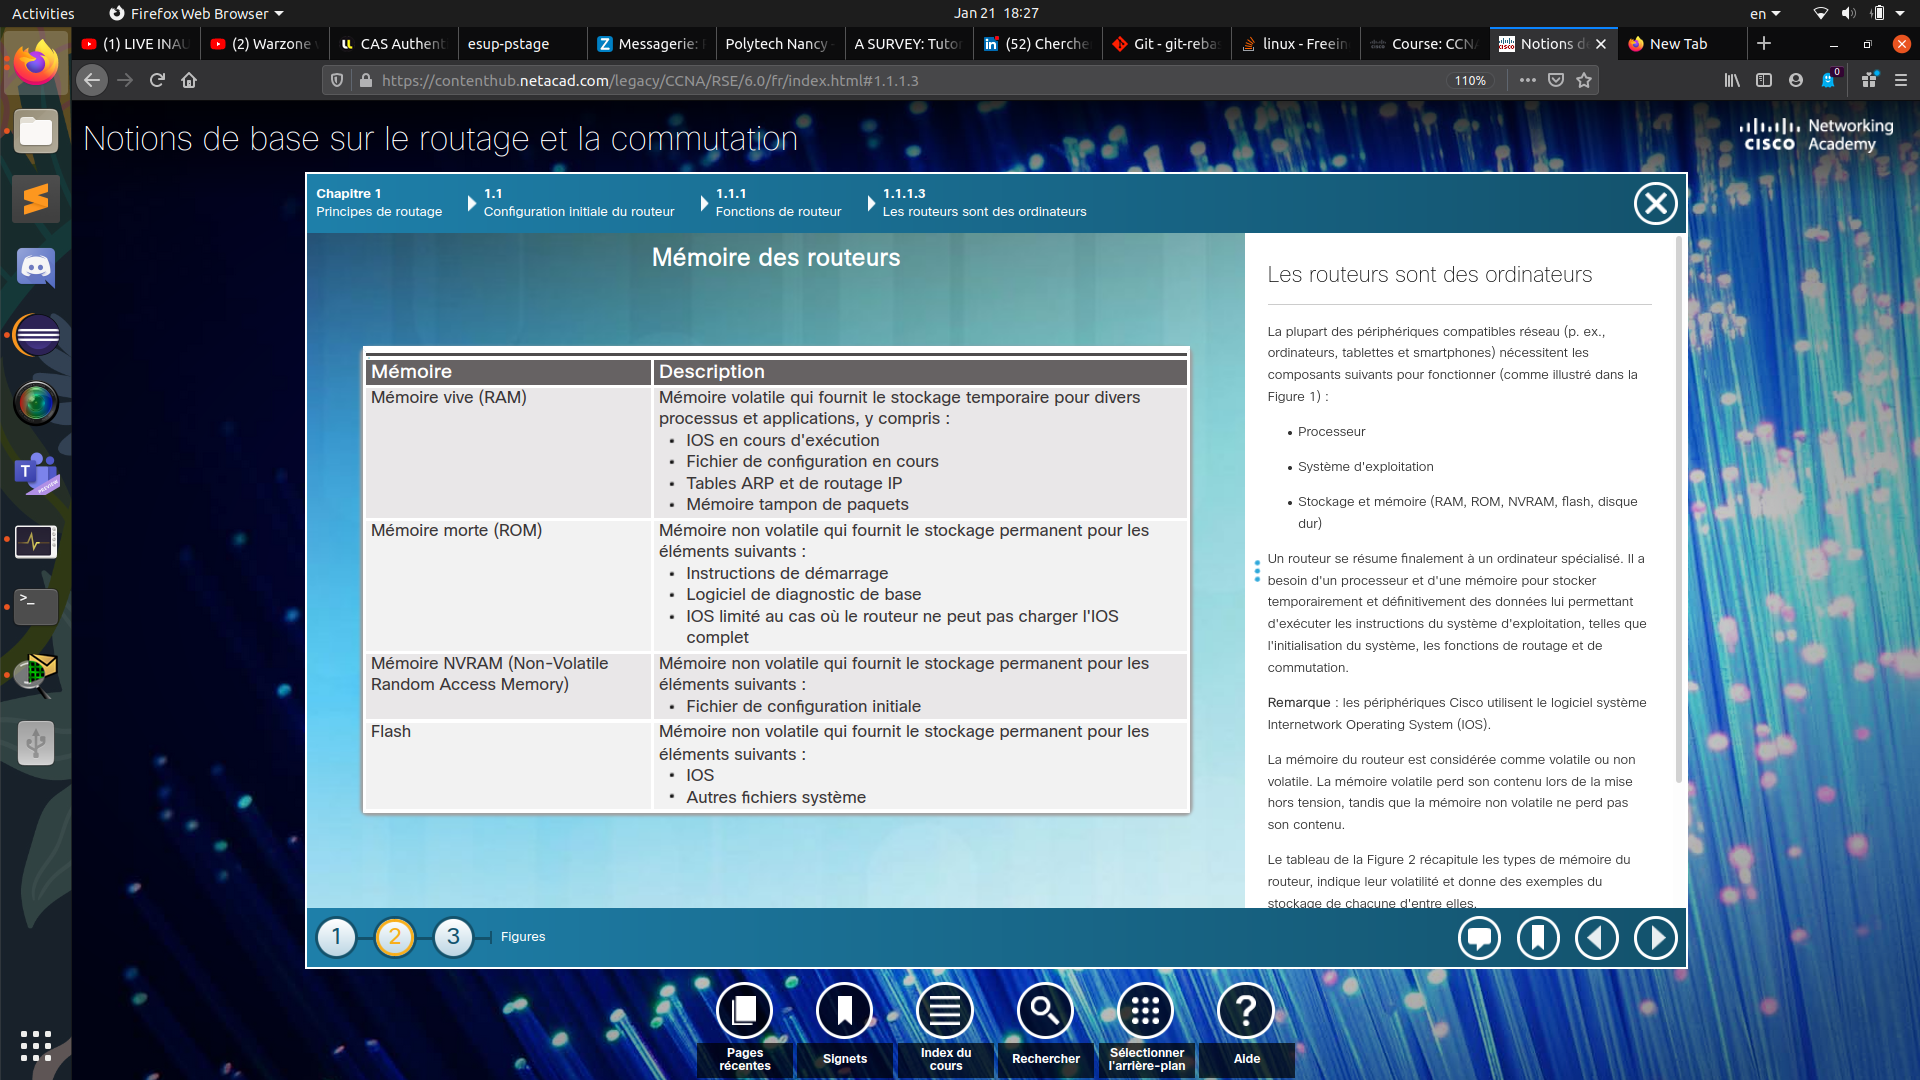 Activities
Firefox Web Browser
Jan 21 18:27
en
(1) LIVE INAU
(2) Warzone
CAS Authent
esup-pstage
Messagerie:
Polytech Nancy -
A SURVEY: Tutor
(52) Cherche
Git - git-reba
linux - Freein
Course: CCNA
Notions de
New Tab
https://contenthub.netacad.com/legacy/CCNA/RSE/6.0/fr/index.html#1.1.1.3
110%
0
Notions de base sur le routage et la commutation
cisco
Networking
Academy
Chapitre 1
Principes de routage
1.1
Configuration initiale du routeur
1.1.1
Fonctions de routeur
1.1.1.3
Les routeurs sont des ordinateurs
Mémoire des routeurs
Mémoire
Description
Mémoire vive (RAM)
Mémoire volatile qui fournit le stockage temporaire pour divers
processus et applications, y compris :
• IOS en cours d'exécution
• Fichier de configuration en cours
• Tables ARP et de routage IP
• Mémoire tampon de paquets
Mémoire morte (ROM)
Mémoire non volatile qui fournit le stockage permanent pour les
éléments suivants :
• Instructions de démarrage
• Logiciel de diagnostic de base
• IOS limité au cas où le routeur ne peut pas charger l'IOS
complet
Mémoire NVRAM (Non-Volatile
Random Access Memory)
Mémoire non volatile qui fournit le stockage permanent pour les
éléments suivants :
• Fichier de configuration initiale
Flash
Mémoire non volatile qui fournit le stockage permanent pour les
éléments suivants :
• IOS
• Autres fichiers système
Les routeurs sont des ordinateurs
La plupart des périphériques compatibles réseau (p. ex.,
ordinateurs, tablettes et smartphones) nécessitent les
composants suivants pour fonctionner (comme illustré dans la
Figure 1) :
• Processeur
• Système d'exploitation
• Stockage et mémoire (RAM, ROM, NVRAM, flash, disque
dur)
Un routeur se résume finalement à un ordinateur spécialisé. Il a
besoin d'un processeur et d'une mémoire pour stocker
temporairement et définitivement des données lui permettant
d'exécuter les instructions du système d'exploitation, telles que
l'initialisation du système, les fonctions de routage et de
commutation.
Remarque : les périphériques Cisco utilisent le logiciel système
Internetwork Operating System (IOS).
La mémoire du routeur est considérée comme volatile ou non
volatile. La mémoire volatile perd son contenu lors de la mise
hors tension, tandis que la mémoire non volatile ne perd pas
son contenu.
Le tableau de la Figure 2 récapitule les types de mémoire du
routeur, indique leur volatilité et donne des exemples du
stockage de chacune d'entre elles.
1
2
3
Figures
Pages
récentes
Signets
Index du
cours
Rechercher
Sélectionner
l'arrière-plan
Aide